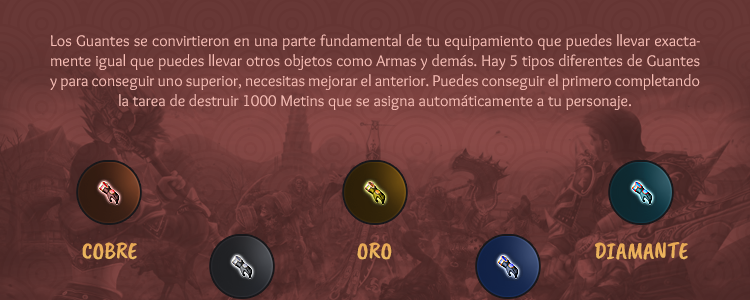 Los Guantes se convirtieron en una parte fundamental de tu equipamiento que puedes llevar exacta-
mente igual que puedes llevar otros objetos como Armas y demás. Hay 5 tipos diferentes de Guantes
y para conseguir uno superior, necesitas mejorar el anterior. Puedes conseguir el primero completando
la tarea de destruir 1000 Metins que se asigna automáticamente a tu personaje.
COBRE
ORO
DIAMANTE